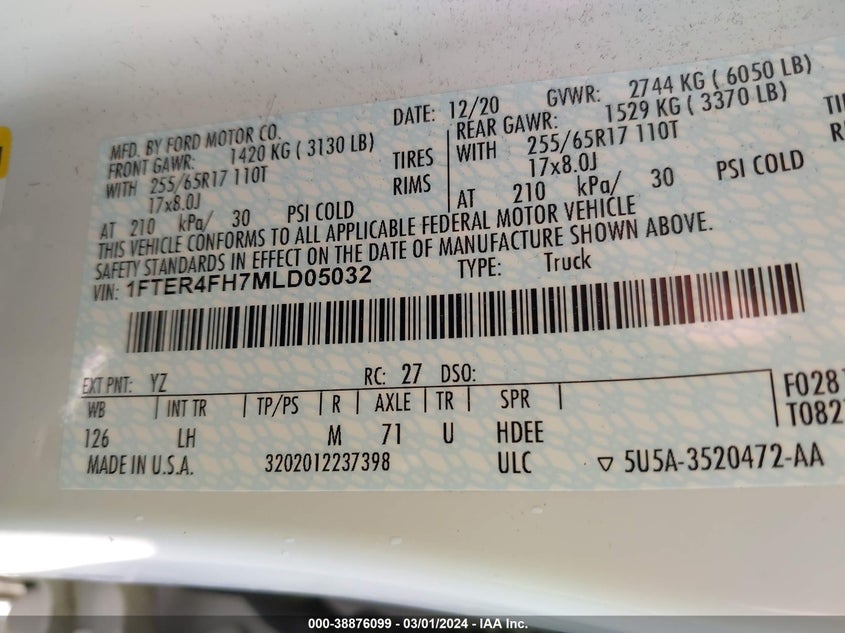 MFD. BY FORD MOTOR CO.
DATE: 12/20
GVWR: 2744 KG ( 6050 LB)
FRONT GAWR: 1420 KG ( 3130 LB)
REAR GAWR: 1529 KG ( 3370 LB)
WITH 255/65R17 110T TIRES
WITH 255/65R17 110T
17x8.0J RIMS
17x8.0J
AT 210 kPa/ 30 PSI COLD
AT 210 kPa/ 30 PSI COLD
THIS VEHICLE CONFORMS TO ALL APPLICABLE FEDERAL MOTOR VEHICLE
SAFETY STANDARDS IN EFFECT ON THE DATE OF MANUFACTURE SHOWN ABOVE.
VIN: 1FTER4FH7MLD05032
TYPE: Truck
EXT PNT: YZ RC: 27 DSO:
WB INT TR TP/PS R AXLE TR SPR
126 LH M 71 U HDEE
F028
T082
MADE IN U.S.A. 3202012237398 ULC ▽ 5U5A-3520472-AA
000-38876099 - 03/01/2024 - IAA Inc.